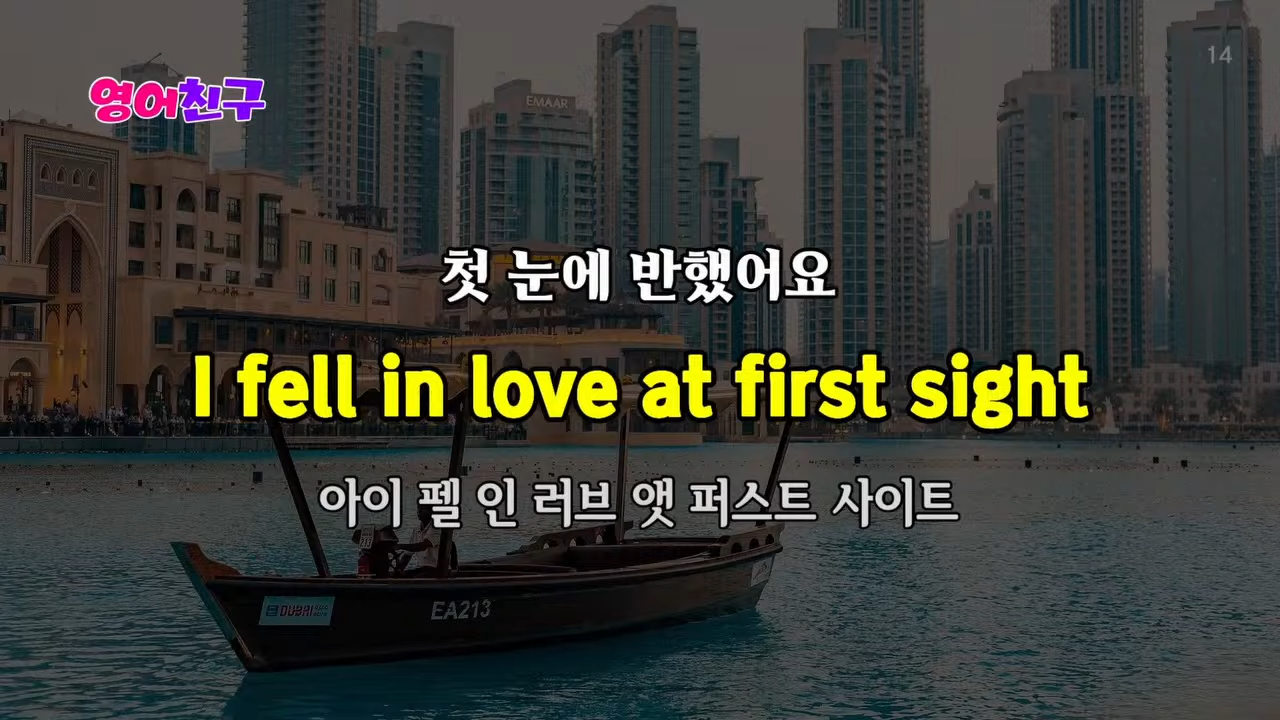 14
영어친구
EMAAR
첫 눈에 반했어요
I fell in love at first sight
아이 펠 인 러브 앳 퍼스트 사이트
DUBAI
EA213